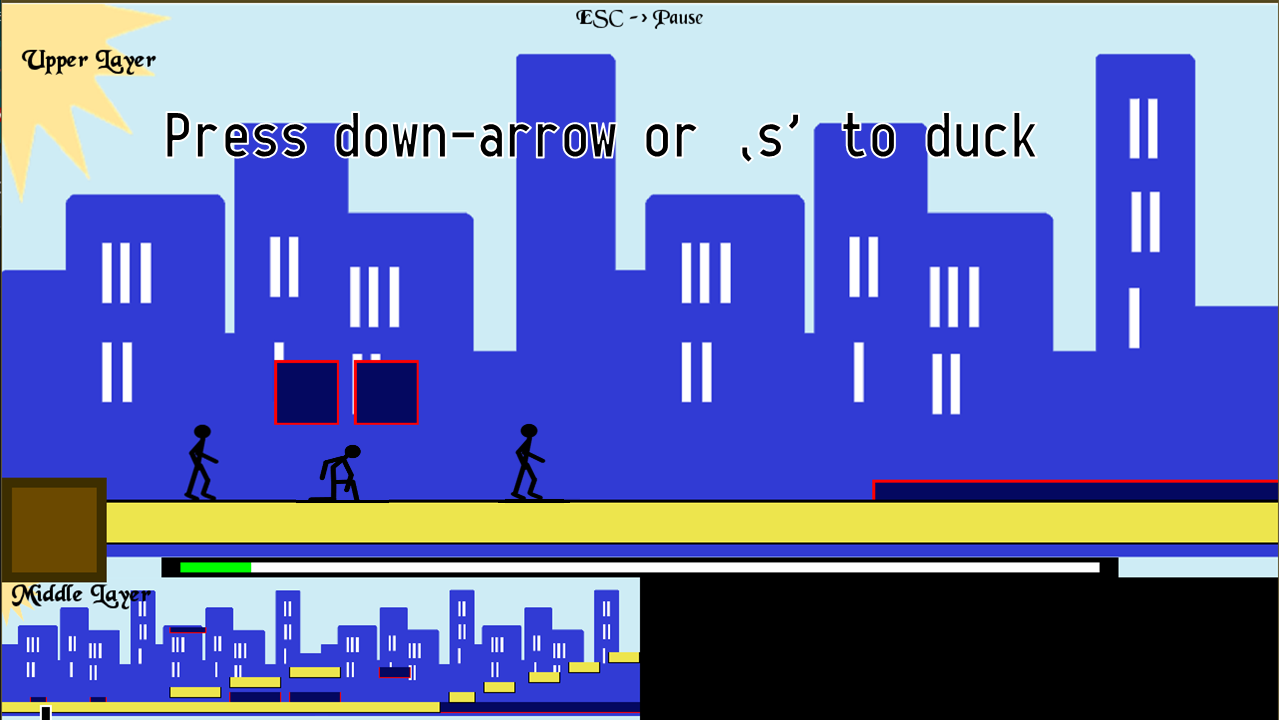 ESC -> Pause
Upper Layer
Press down-arrow or ‚s’ to duck
Middle Layer